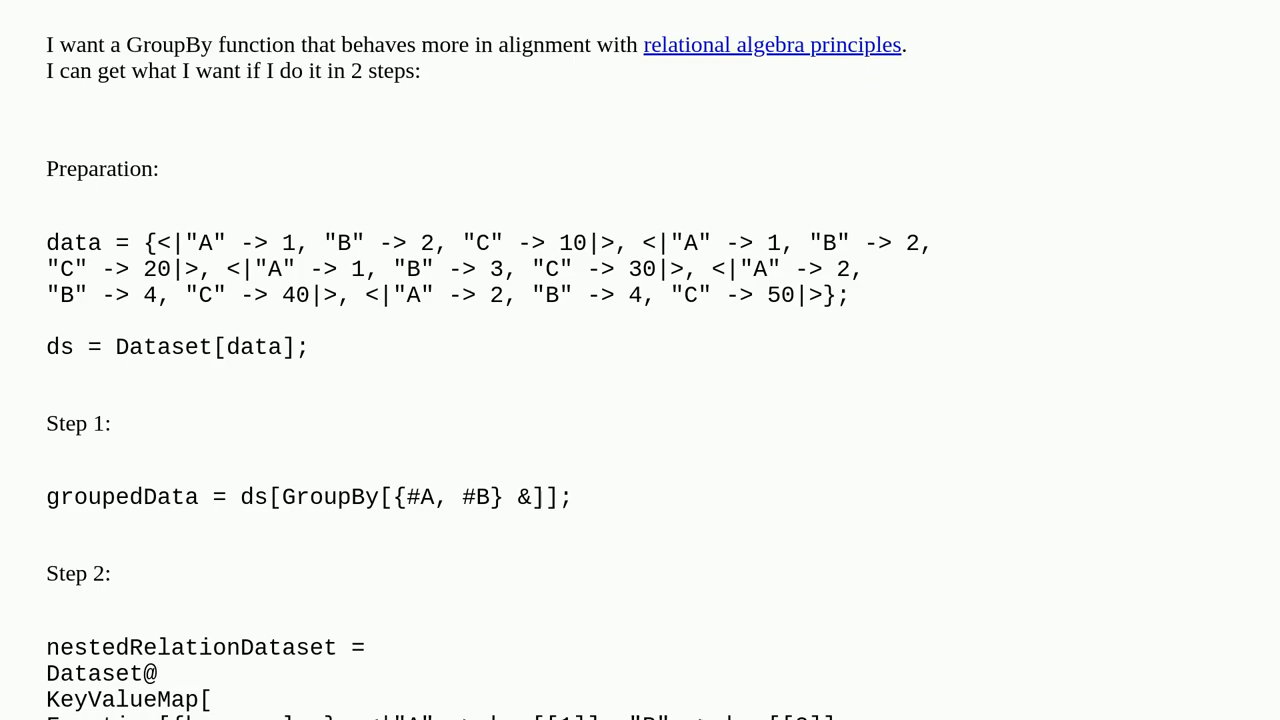 I want a GroupBy function that behaves more in alignment with relational algebra principles.
I can get what I want if I do it in 2 steps:
Preparation:
data = {<|"A" -> 1, "B" -> 2, "C" -> 10|>, <|"A" -> 1, "B" -> 2,
"C" -> 20|>, <|"A" -> 1, "B" -> 3, "C" -> 30|>, <|"A" -> 2,
"B" -> 4, "C" -> 40|>, <|"A" -> 2, "B" -> 4, "C" -> 50|>};
ds = Dataset[data];
Step 1:
groupedData = ds[GroupBy[{#A, #B} &]];
Step 2:
nestedRelationDataset =
Dataset@
KeyValueMap[